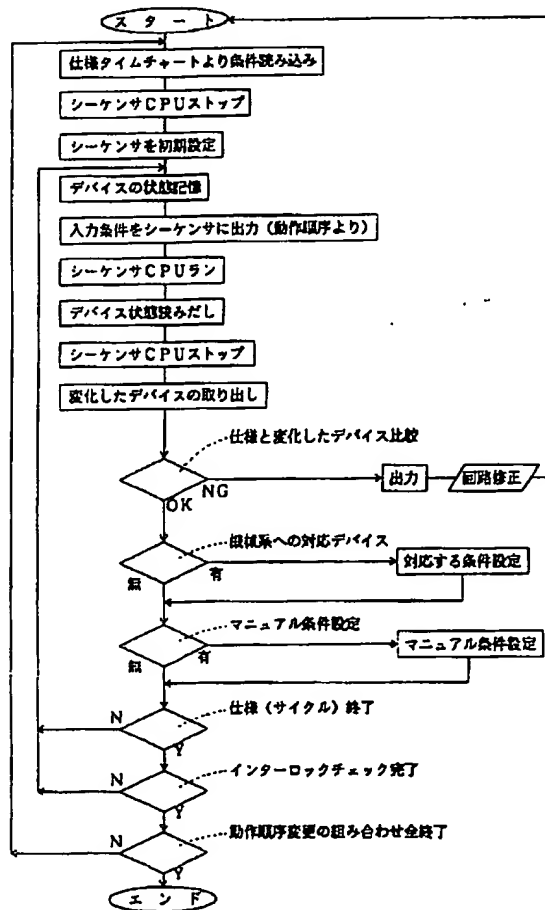 スタート
仕様タイムチャートより条件読み込み
シーケンサCPUストップ
シーケンサを初期設定
デバイスの状態記憶
入力条件をシーケンサに出力（動作順序より）
シーケンサCPUラン
デバイス状態読みだし
シーケンサCPUストップ
変化したデバイスの取り出し
仕様と変化したデバイス比較
NG
出力
回路修正
OK
機械系への対応デバイス
無
有
対応する条件設定
マニュアル条件設定
無
有
マニュアル条件設定
仕様（サイクル）終了
N
Y
インターロックチェック完了
N
Y
動作順序変更の組み合わせ全終了
N
Y
エンド